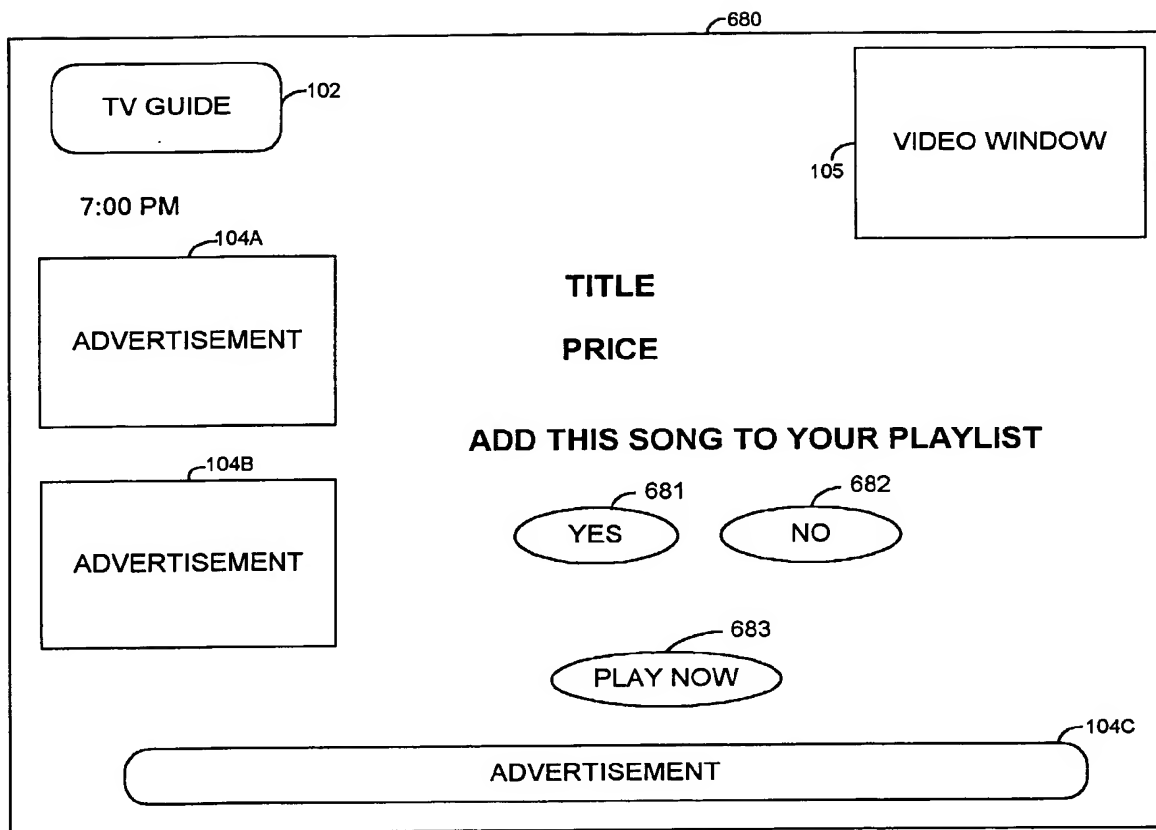 680
TV GUIDE
102
VIDEO WINDOW
105
7:00 PM
104A
ADVERTISEMENT
TITLE
PRICE
ADD THIS SONG TO YOUR PLAYLIST
104B
ADVERTISEMENT
681
YES
682
NO
683
PLAY NOW
104C
ADVERTISEMENT